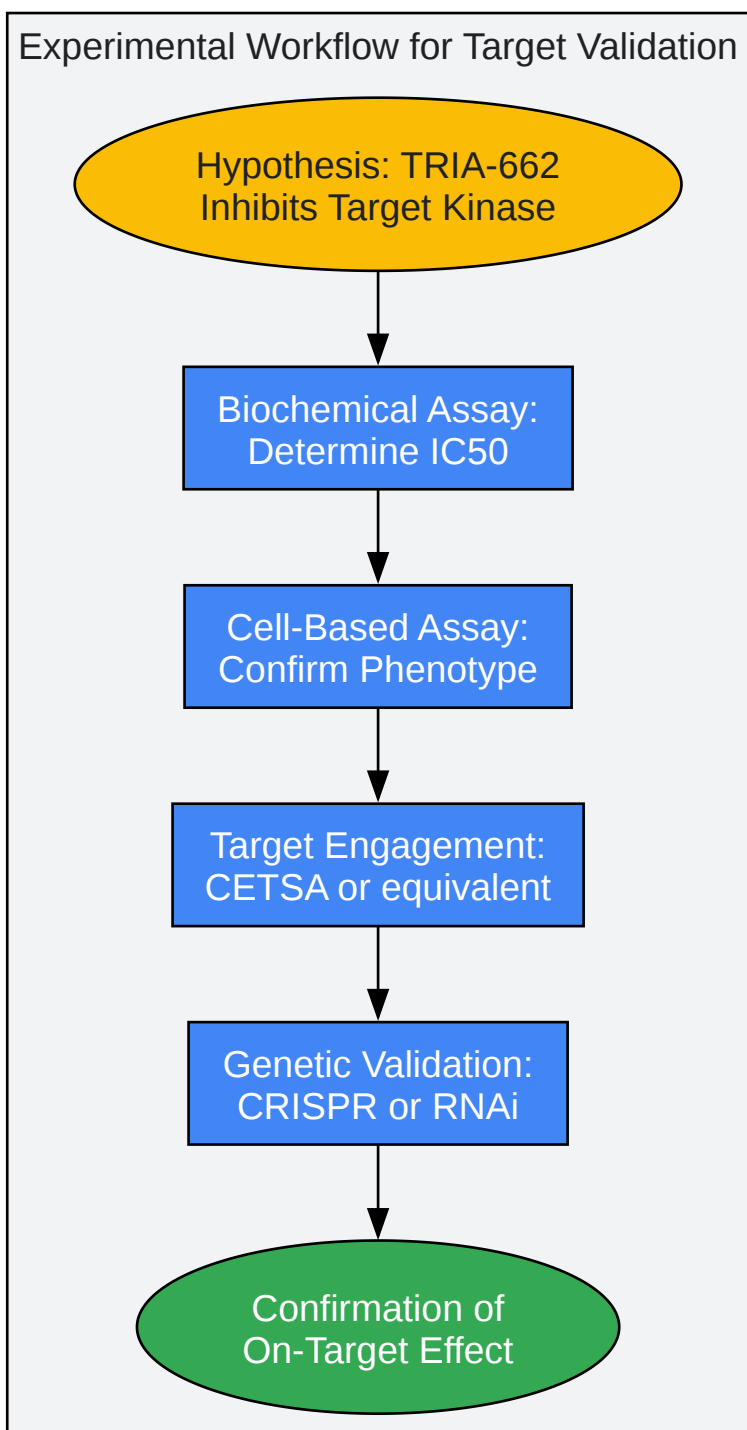 Experimental Workflow for Target Validation
Hypothesis: TRIA-662
Inhibits Target Kinase
Biochemical Assay:
Determine IC50
Cell-Based Assay:
Confirm Phenotype
Target Engagement:
CETSA or equivalent
Genetic Validation:
CRISPR or RNAi
Confirmation of
On-Target Effect